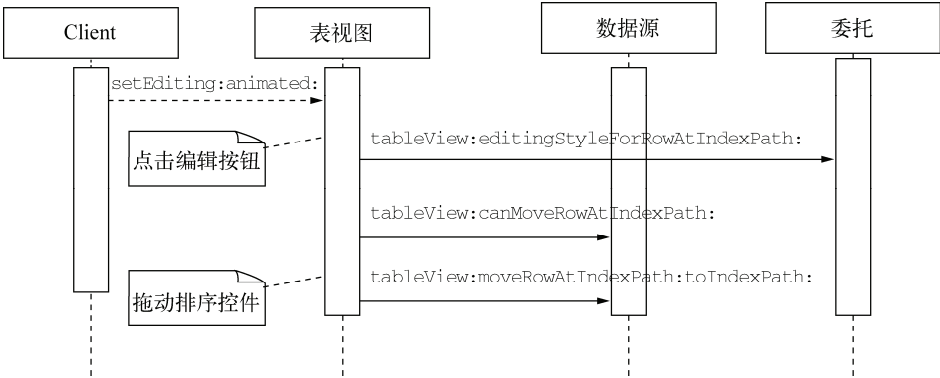 Client
表视图
数据源
委托
setEditing:animated:
点击编辑按钮
tableView:editingStyleForRowAtIndexPath:
tableView:canMoveRowAtIndexPath:
拖动排序控件
tableView:moveRowAtIndexPath:toIndexPath: